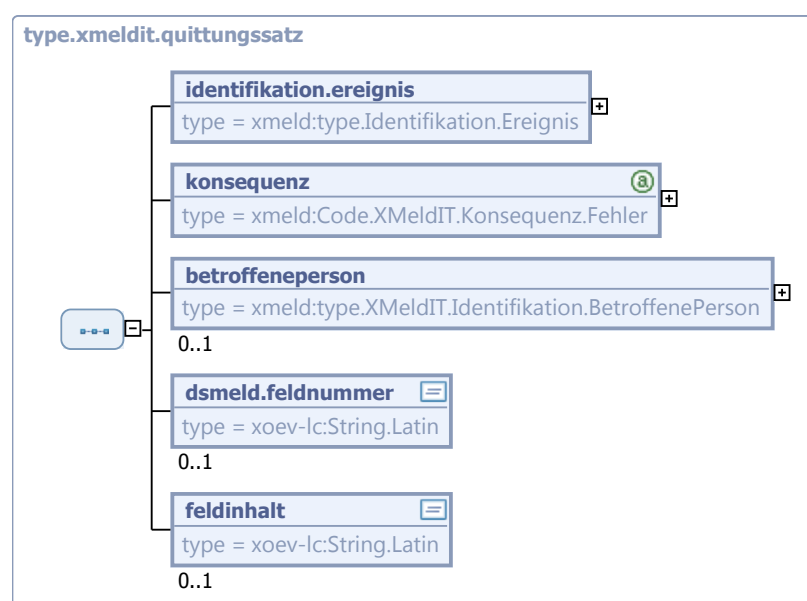 type.xmeldit.quittungssatz
identifikation.ereignis
type = xmeld:type.Identifikation.Ereignis
konsequenz
type = xmeld:Code.XMeldIT.Konsequenz.Fehler
betroffeneperson
type = xmeld:type.XMeldIT.Identifikation.BetroffenePerson
0..1
dsmeld.feldnummer
type = xoev-lc:String.Latin
0..1
feldinhalt
type = xoev-lc:String.Latin
0..1